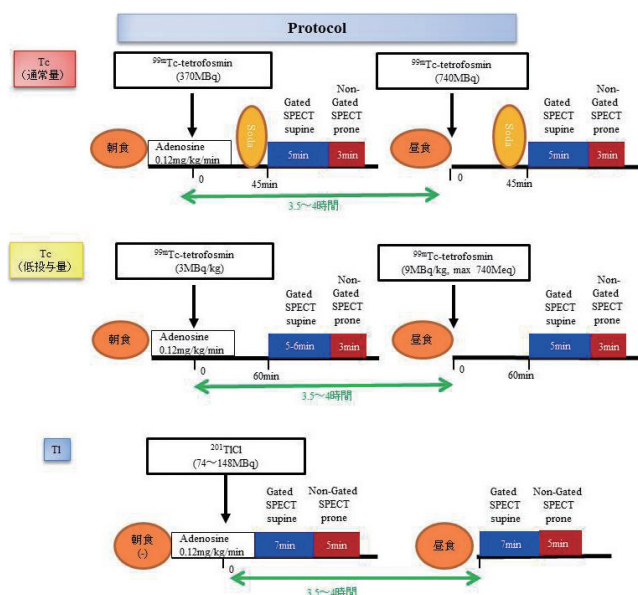 Protocol
Tc
(通常量)
99mTc-tetrofosmin
(370MBq)
99mTc-tetrofosmin
(740MBq)
Gated
SPECT
supine
Non-
Gated
SPECT
prone
Gated
SPECT
supine
Non-
Gated
SPECT
prone
朝食
Adenosine
0.12mg/kg/min
Soda
5min
3min
昼食
Soda
5min
3min
0
45min
0
45min
3.5～4時間
Tc
(低投与量)
99mTc-tetrofosmin
(3MBq/kg)
99mTc-tetrofosmin
(9MBq/kg, max 740Meq)
Gated
SPECT
supine
Non-
Gated
SPECT
prone
Gated
SPECT
supine
Non-
Gated
SPECT
prone
朝食
Adenosine
0.12mg/kg/min
5-6min
3min
昼食
5min
3min
0
60min
0
60min
3.5～4時間
Tl
201TlCl
(74～148MBq)
Gated
SPECT
supine
Non-Gated
SPECT
prone
Gated
SPECT
supine
Non-Gated
SPECT
prone
朝食
(-)
Adenosine
0.12mg/kg/min
7min
5min
昼食
7min
5min
0
3.5～4時間